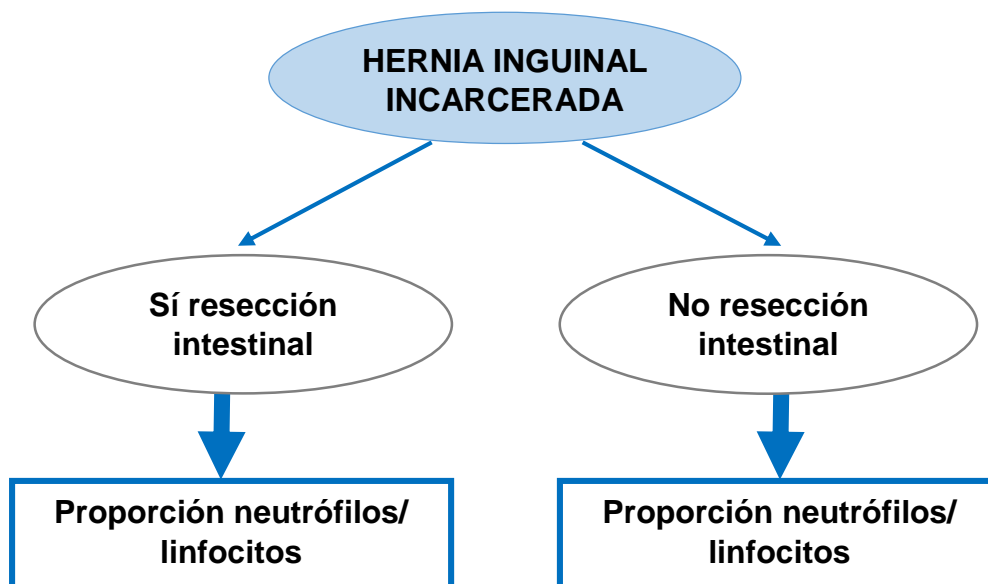 HERNIA INGUINAL
INCARCERADA
Sí resección
intestinal
No resección
intestinal
Proporción neutrófilos/
linfocitos
Proporción neutrófilos/
linfocitos